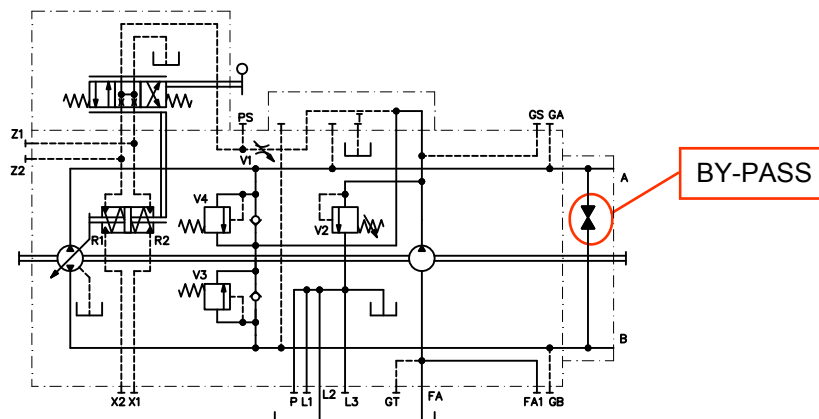 PS
T
GS GA
Z1
Z2
V1
A
BY-PASS
V4
R1
R2
V2
V3
B
X2 X1
P L1 L2 L3
GT
FA
FA1 GB